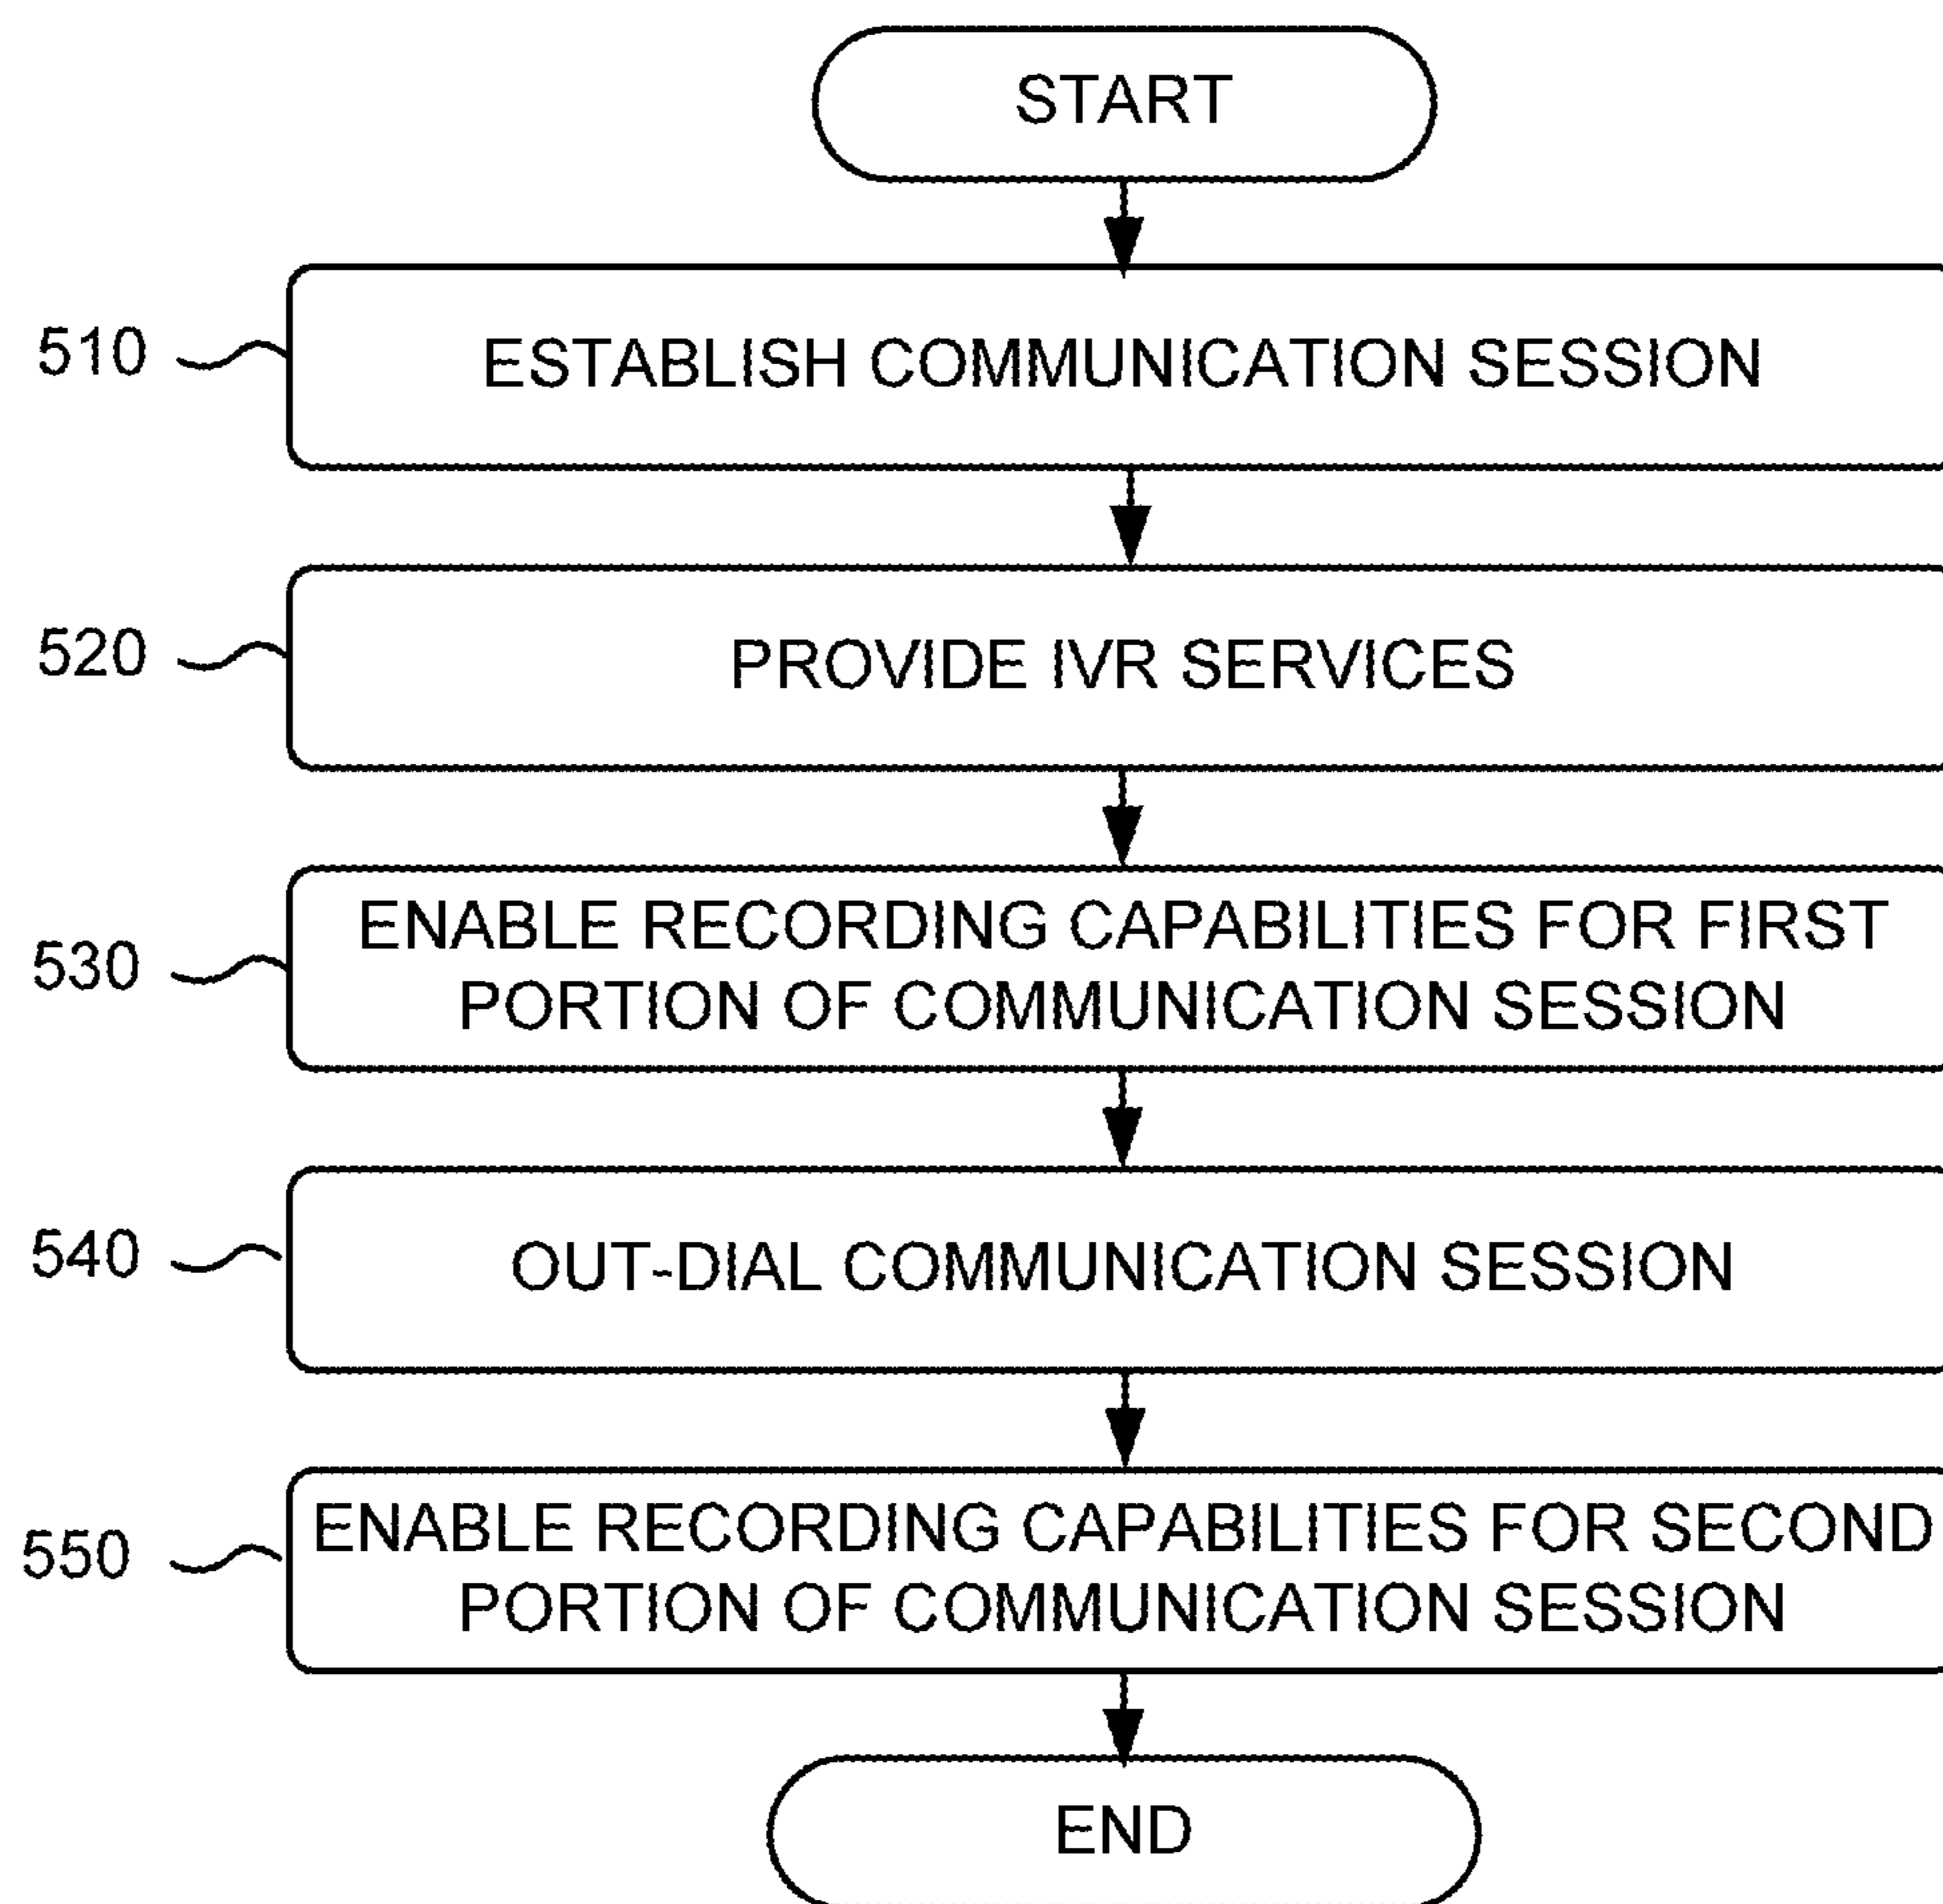 START
510
ESTABLISH COMMUNICATION SESSION
520
PROVIDE IVR SERVICES
530
ENABLE RECORDING CAPABILITIES FOR FIRST
PORTION OF COMMUNICATION SESSION
540
OUT-DIAL COMMUNICATION SESSION
550
ENABLE RECORDING CAPABILITIES FOR SECOND
PORTION OF COMMUNICATION SESSION
END